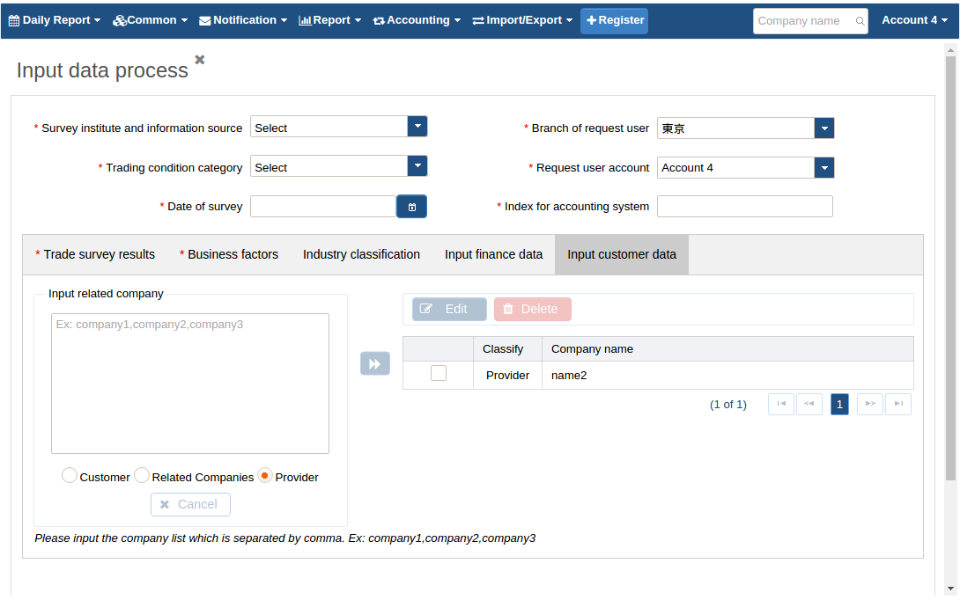 Daily Report Common Notification Report Accounting Import/Export Register Company name Account 4
Input data process
* Survey institute and information source Select * Branch of request user 東京
* Trading condition category Select * Request user account Account 4
* Date of survey * Index for accounting system
* Trade survey results * Business factors Industry classification Input finance data Input customer data
Input related company
Ex: company1,company2,company3
Edit Delete
Classify Company name
Provider name2
(1 of 1) 1
Customer Related Companies Provider
Cancel
Please input the company list which is separated by comma. Ex: company1,company2,company3